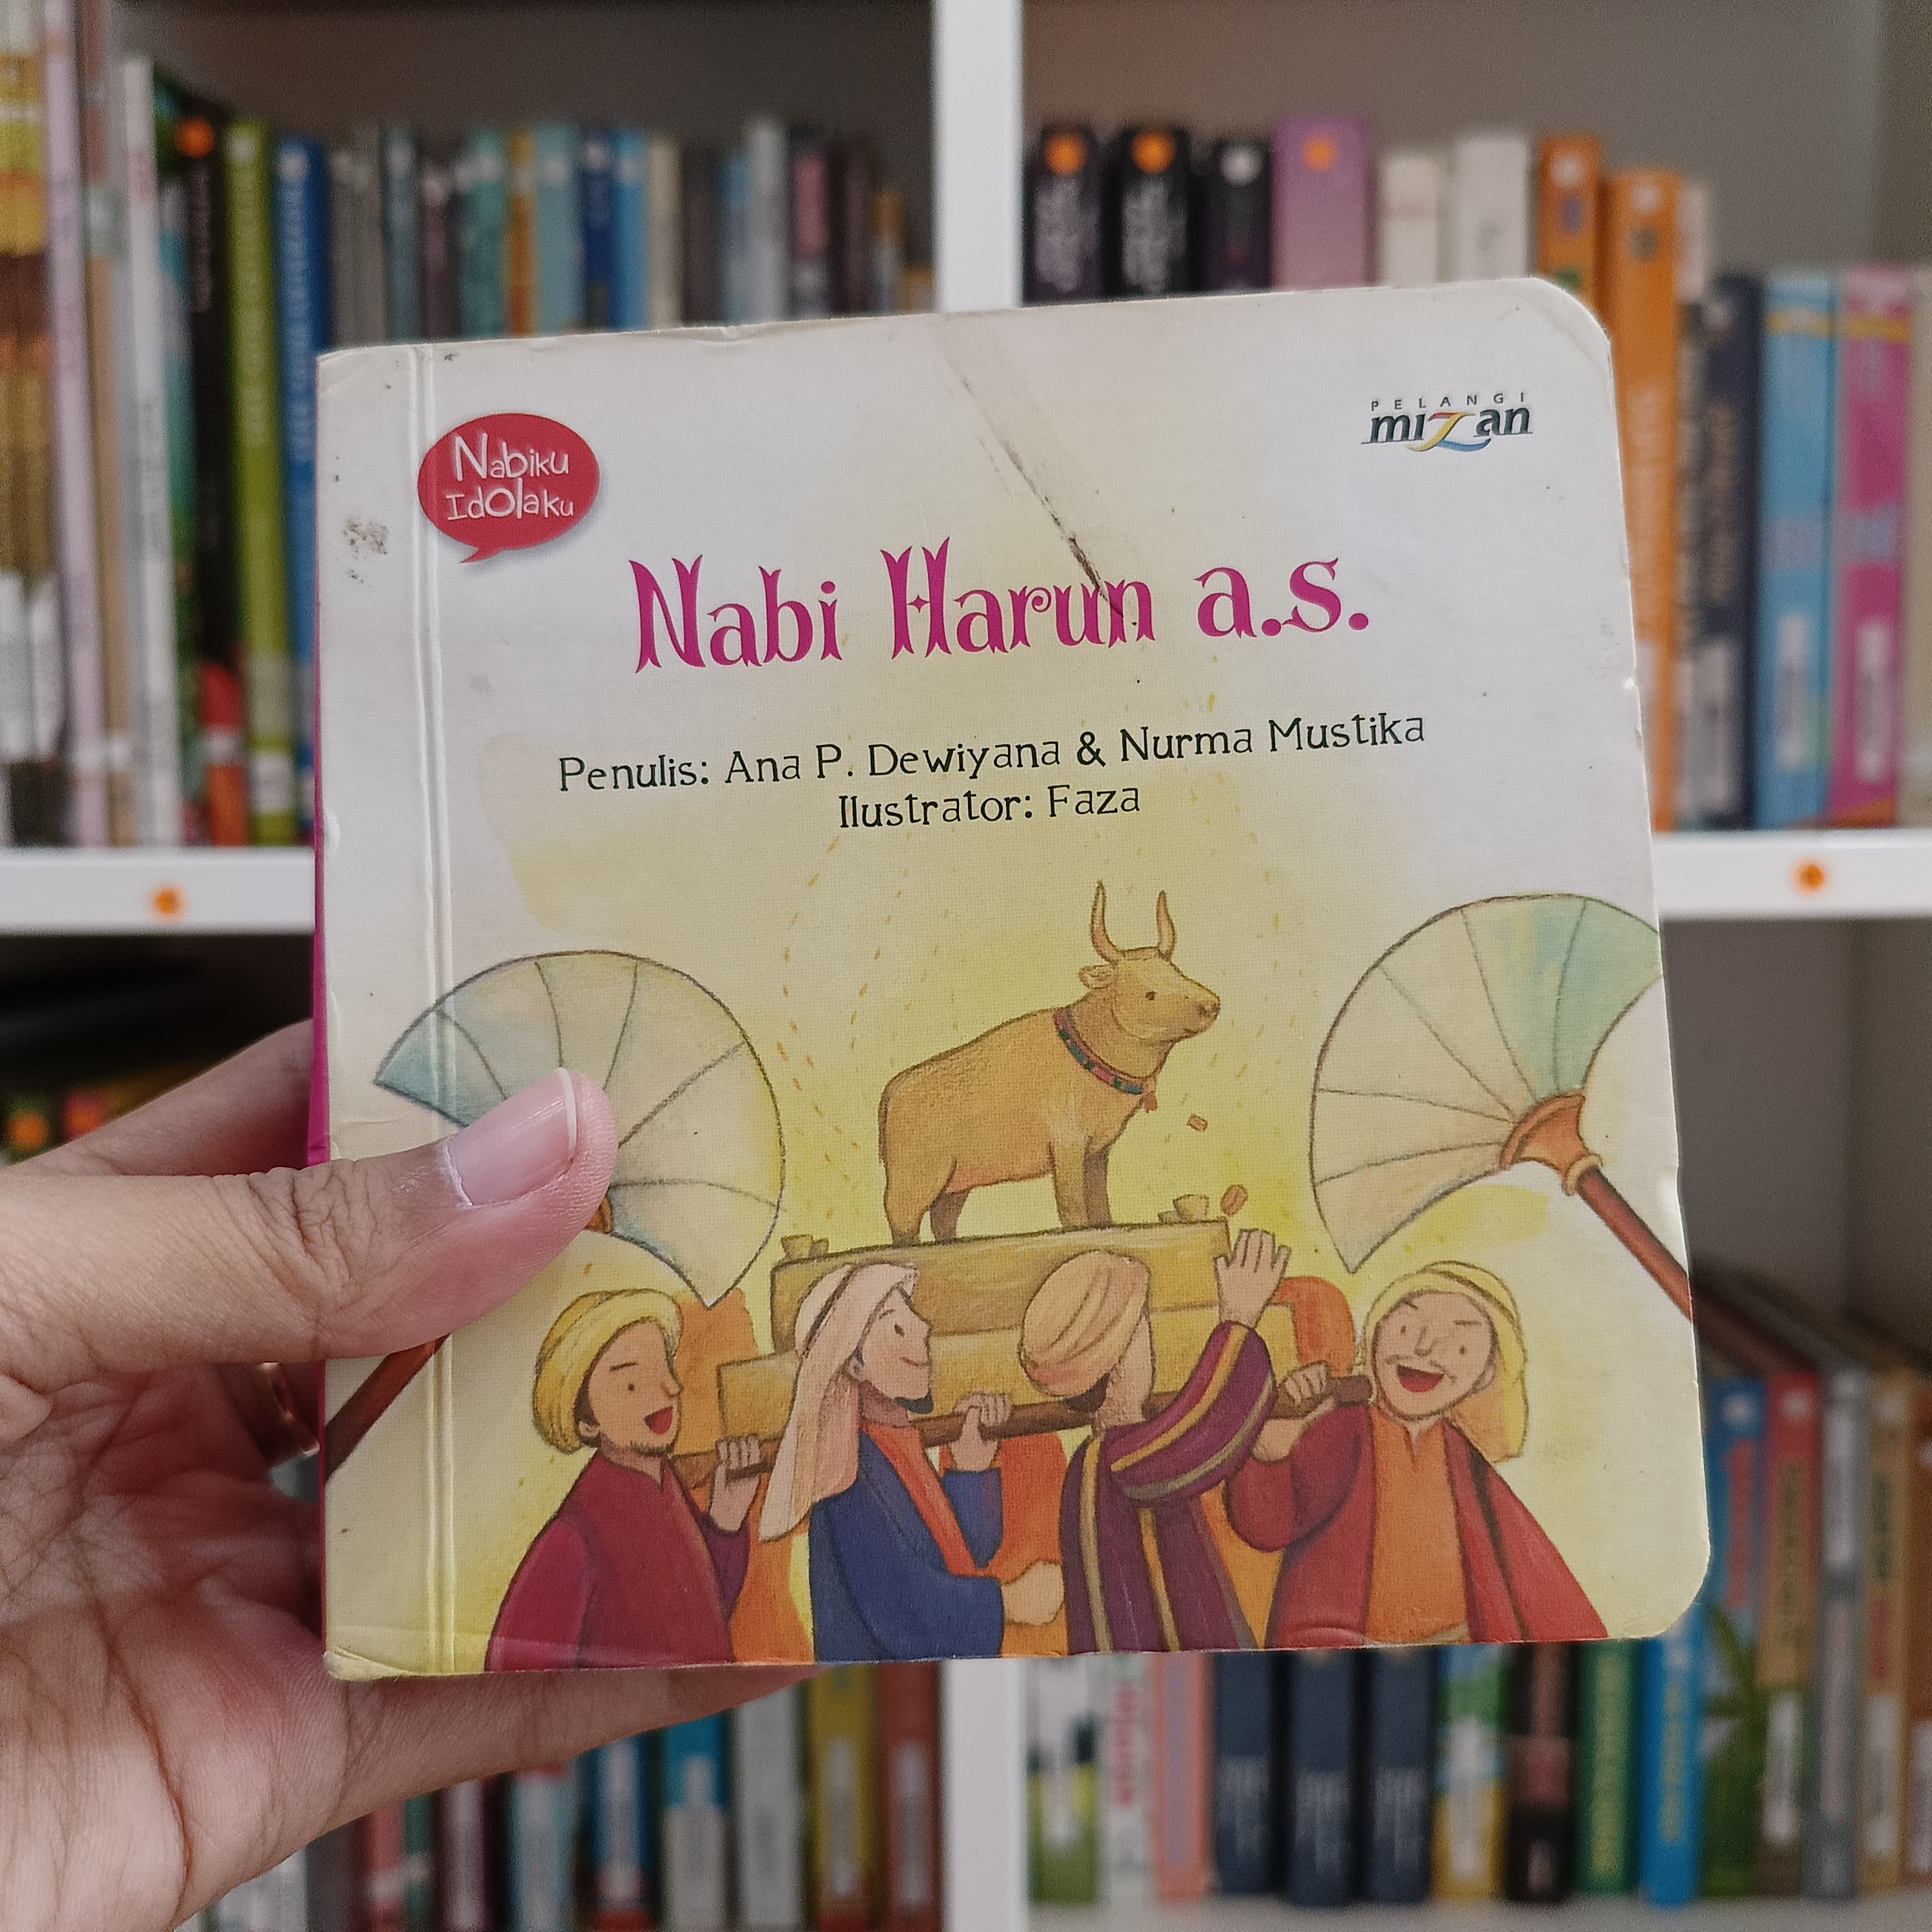 Nabiku
Idolaku
PELANGI
mizan
Nabi Harun a.s.
Penulis: Ana P. Dewiyana & Nurma Mustika
Ilustrator: Faza